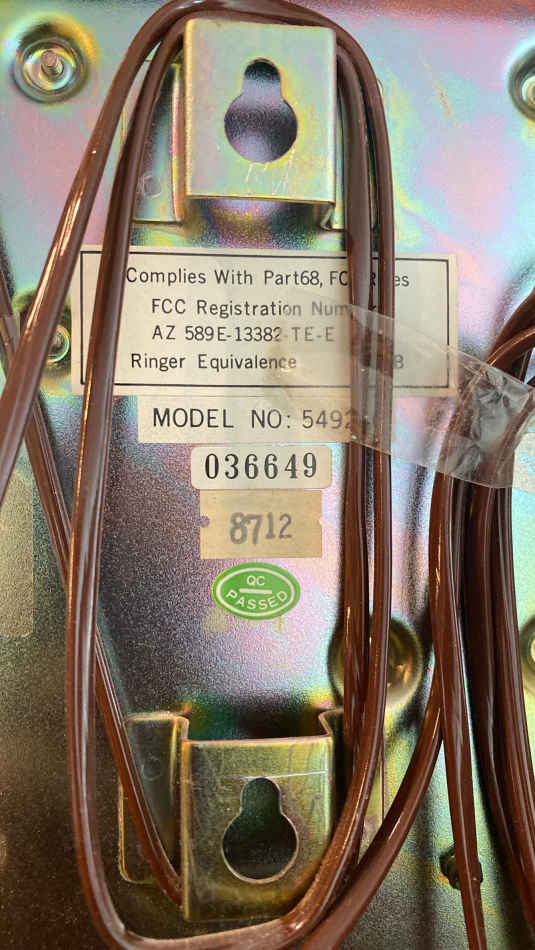 Complies With Part68, FC
FCC Registration Num
AZ 589E-13382-TE-E
Ringer Equivalence
MODEL NO: 5492
036649
8712
QC
PASSED